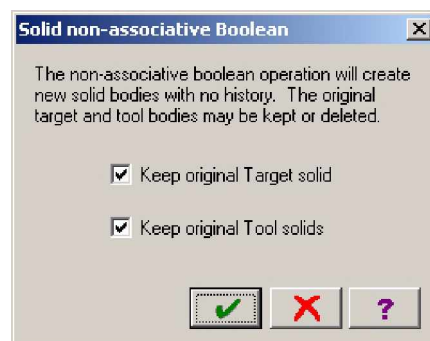 Solid non-associative Boolean
The non-associative boolean operation will create
new solid bodies with no history. The original
target and tool bodies may be kept or deleted.
Keep original Target solid
Keep original Tool solids
?